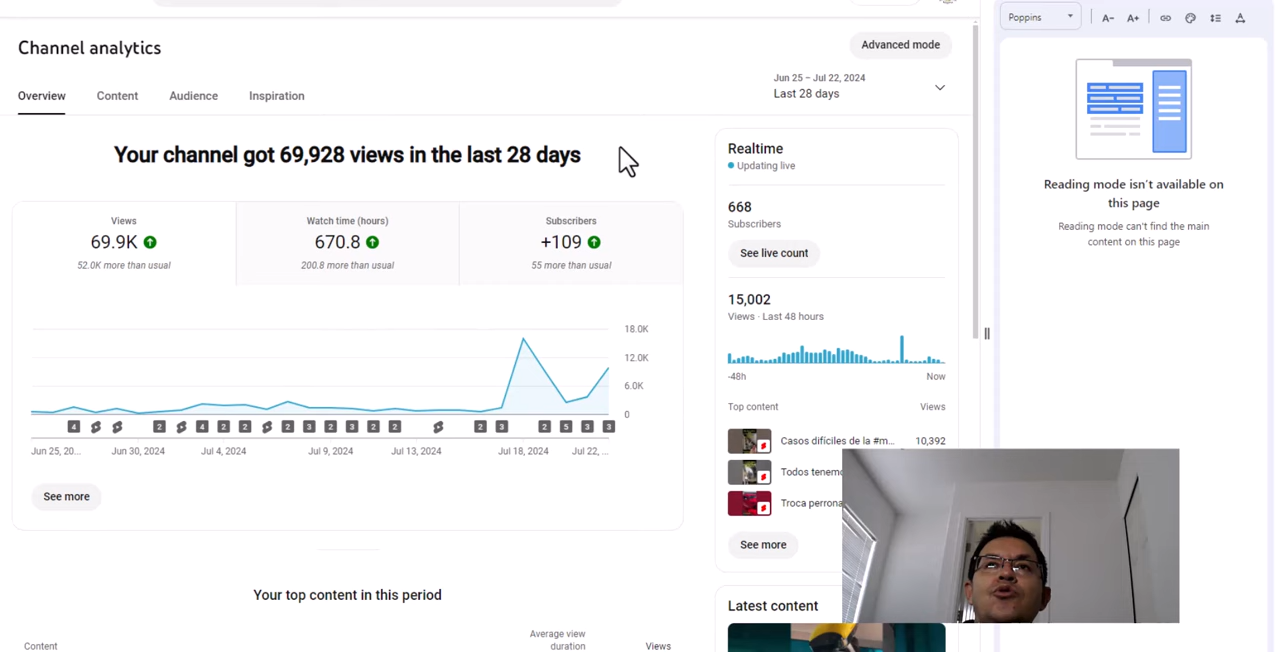 Channel analytics
Advanced mode
Overview
Content
Audience
Inspiration
Jun 25 – Jul 22, 2024
Last 28 days
Your channel got 69,928 views in the last 28 days
Views
69.9K
52.0K more than usual
Watch time (hours)
670.8
200.8 more than usual
Subscribers
+109
55 more than usual
18.0K
12.0K
6.0K
0
4 2 4 2 2 2 3 2 3 2 2 2 3 2 5 3 3
Jun 25, 20... Jun 30, 2024 Jul 4, 2024 Jul 9, 2024 Jul 13, 2024 Jul 18, 2024 Jul 22, ...
See more
Your top content in this period
Content
Average view
duration
Views
Realtime
Updating live
668
Subscribers
See live count
15,002
Views · Last 48 hours
-48h
Now
Top content
Views
Casos difíciles de la #m...
10,392
Todos tenemo
Troca perrona
See more
Latest content
Poppins
A-
A+
Reading mode isn't available on
this page
Reading mode can't find the main
content on this page